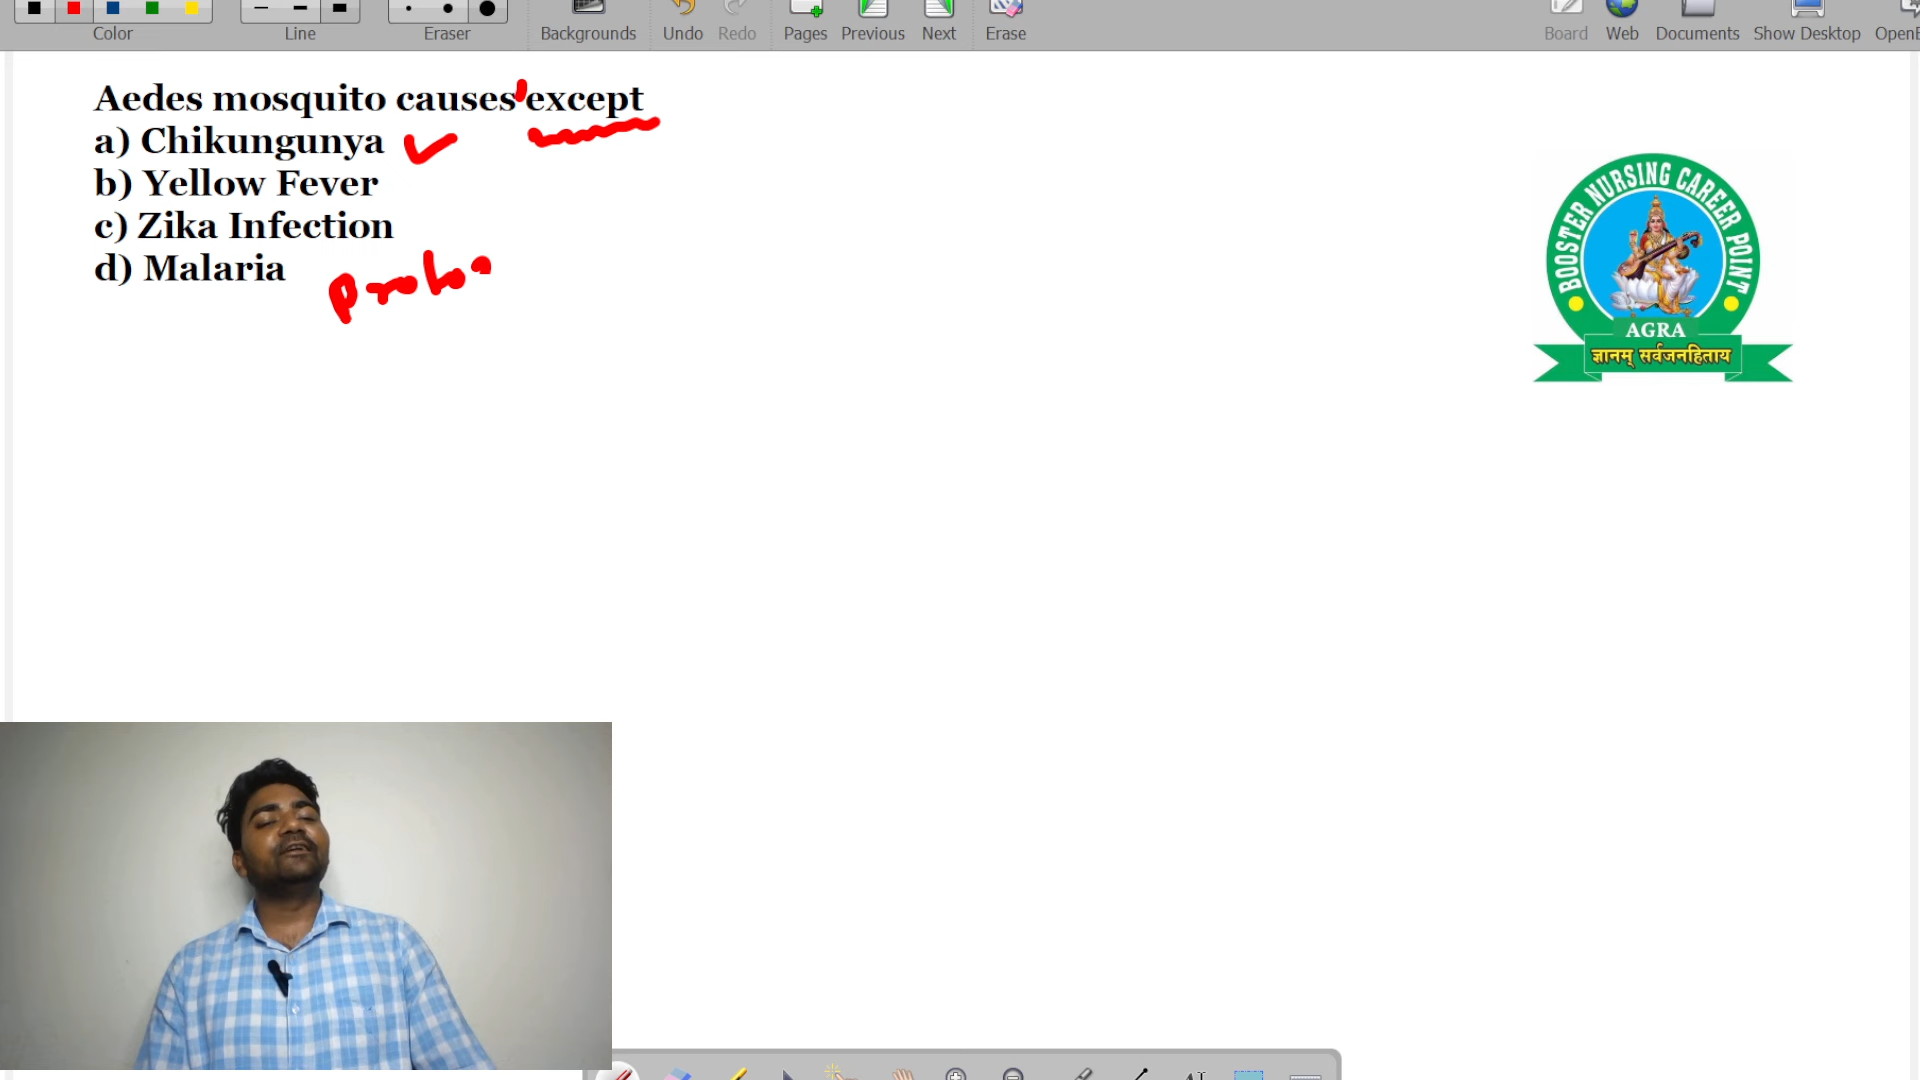 Color
Line
Eraser
Backgrounds
Undo
Redo
Pages
Previous
Next
Erase
Board
Web
Documents
Show Desktop
Aedes mosquito causes except
a) Chikungunya
b) Yellow Fever
c) Zika Infection
d) Malaria
BOOSTER NURSING CAREER POINT
AGRA
ज्ञानम् सर्वजनहिताय